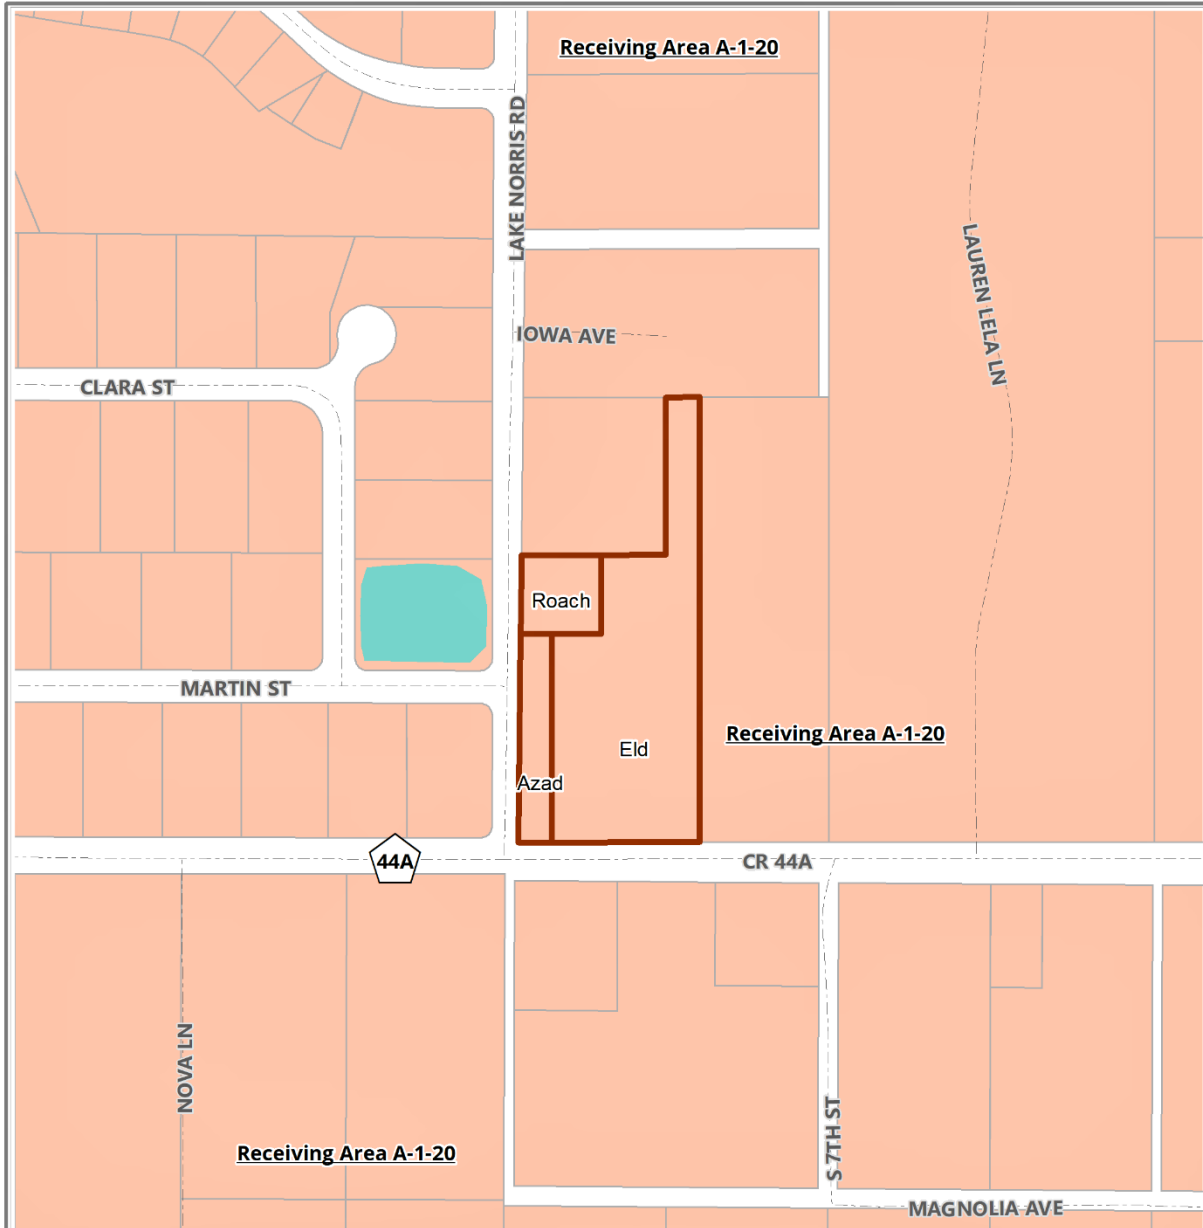 Receiving Area A-1-20
LAKE NORRIS RD
LAUREN LELA LN
IOWA AVE
CLARA ST
Roach
MARTIN ST
Receiving Area A-1-20
Eld
Azad
44A
CR 44A
NOVA LN
S 7TH ST
Receiving Area A-1-20
MAGNOLIA AVE